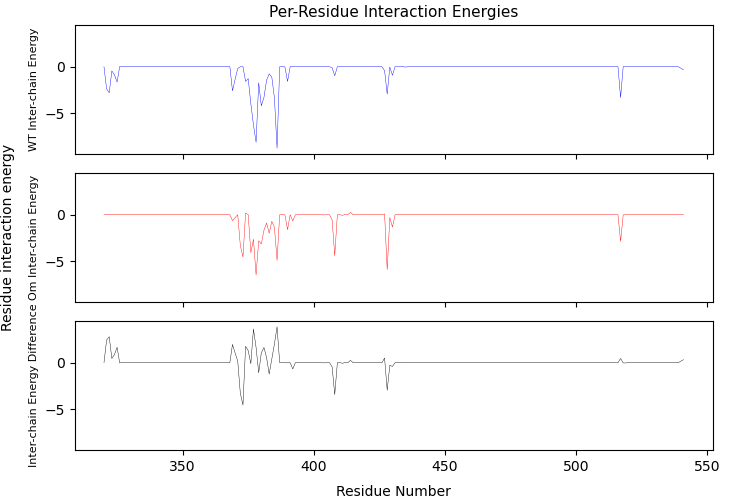 Per-Residue Interaction Energies
Residue interaction energy
WT Inter-chain Energy
0
−5
Om Inter-chain Energy
0
−5
Inter-chain Energy Difference
0
−5
350
400
450
500
550
Residue Number